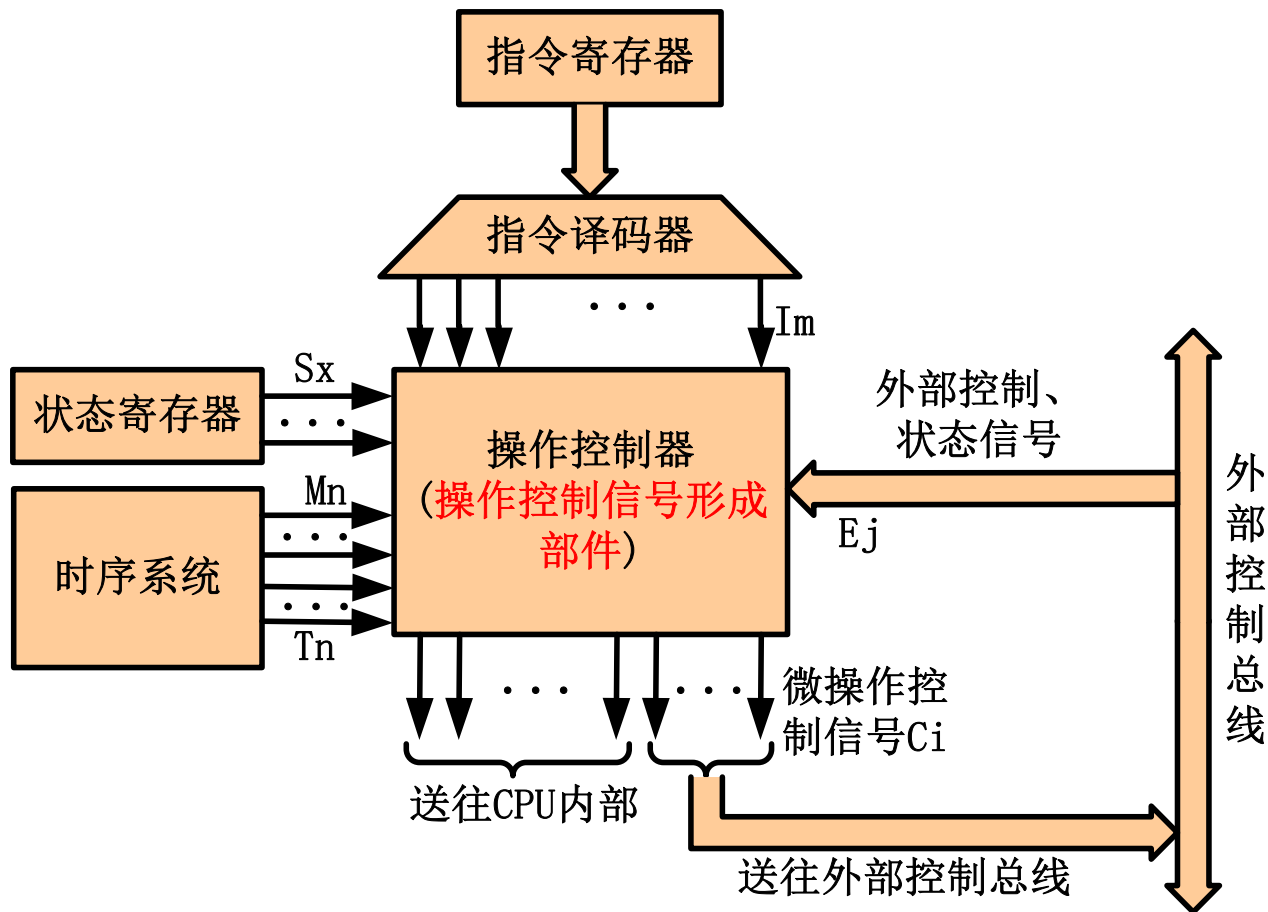 指令寄存器
指令译码器
...
Im
Sx
状态寄存器
...
外部控制、
状态信号
操作控制器
(操作控制信号形成
部件)
Mn
...
时序系统
...
Tn
Ej
外部控制总线
...
...
微操作控
制信号Ci
送往CPU内部
送往外部控制总线